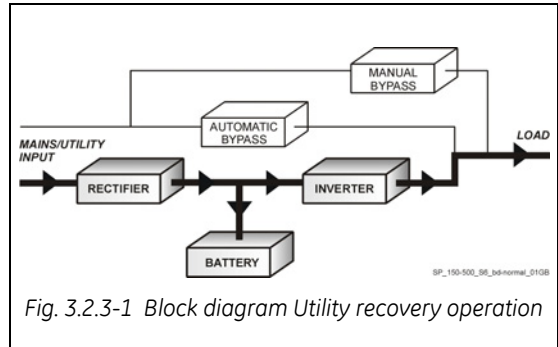 MANUAL
BYPASS
AUTOMATIC
BYPASS
MAINS/UTILITY
INPUT
LOAD
RECTIFIER
INVERTER
BATTERY
SP_150-500_S6_bd-normal_01GB
Fig. 3.2.3-1 Block diagram Utility recovery operation